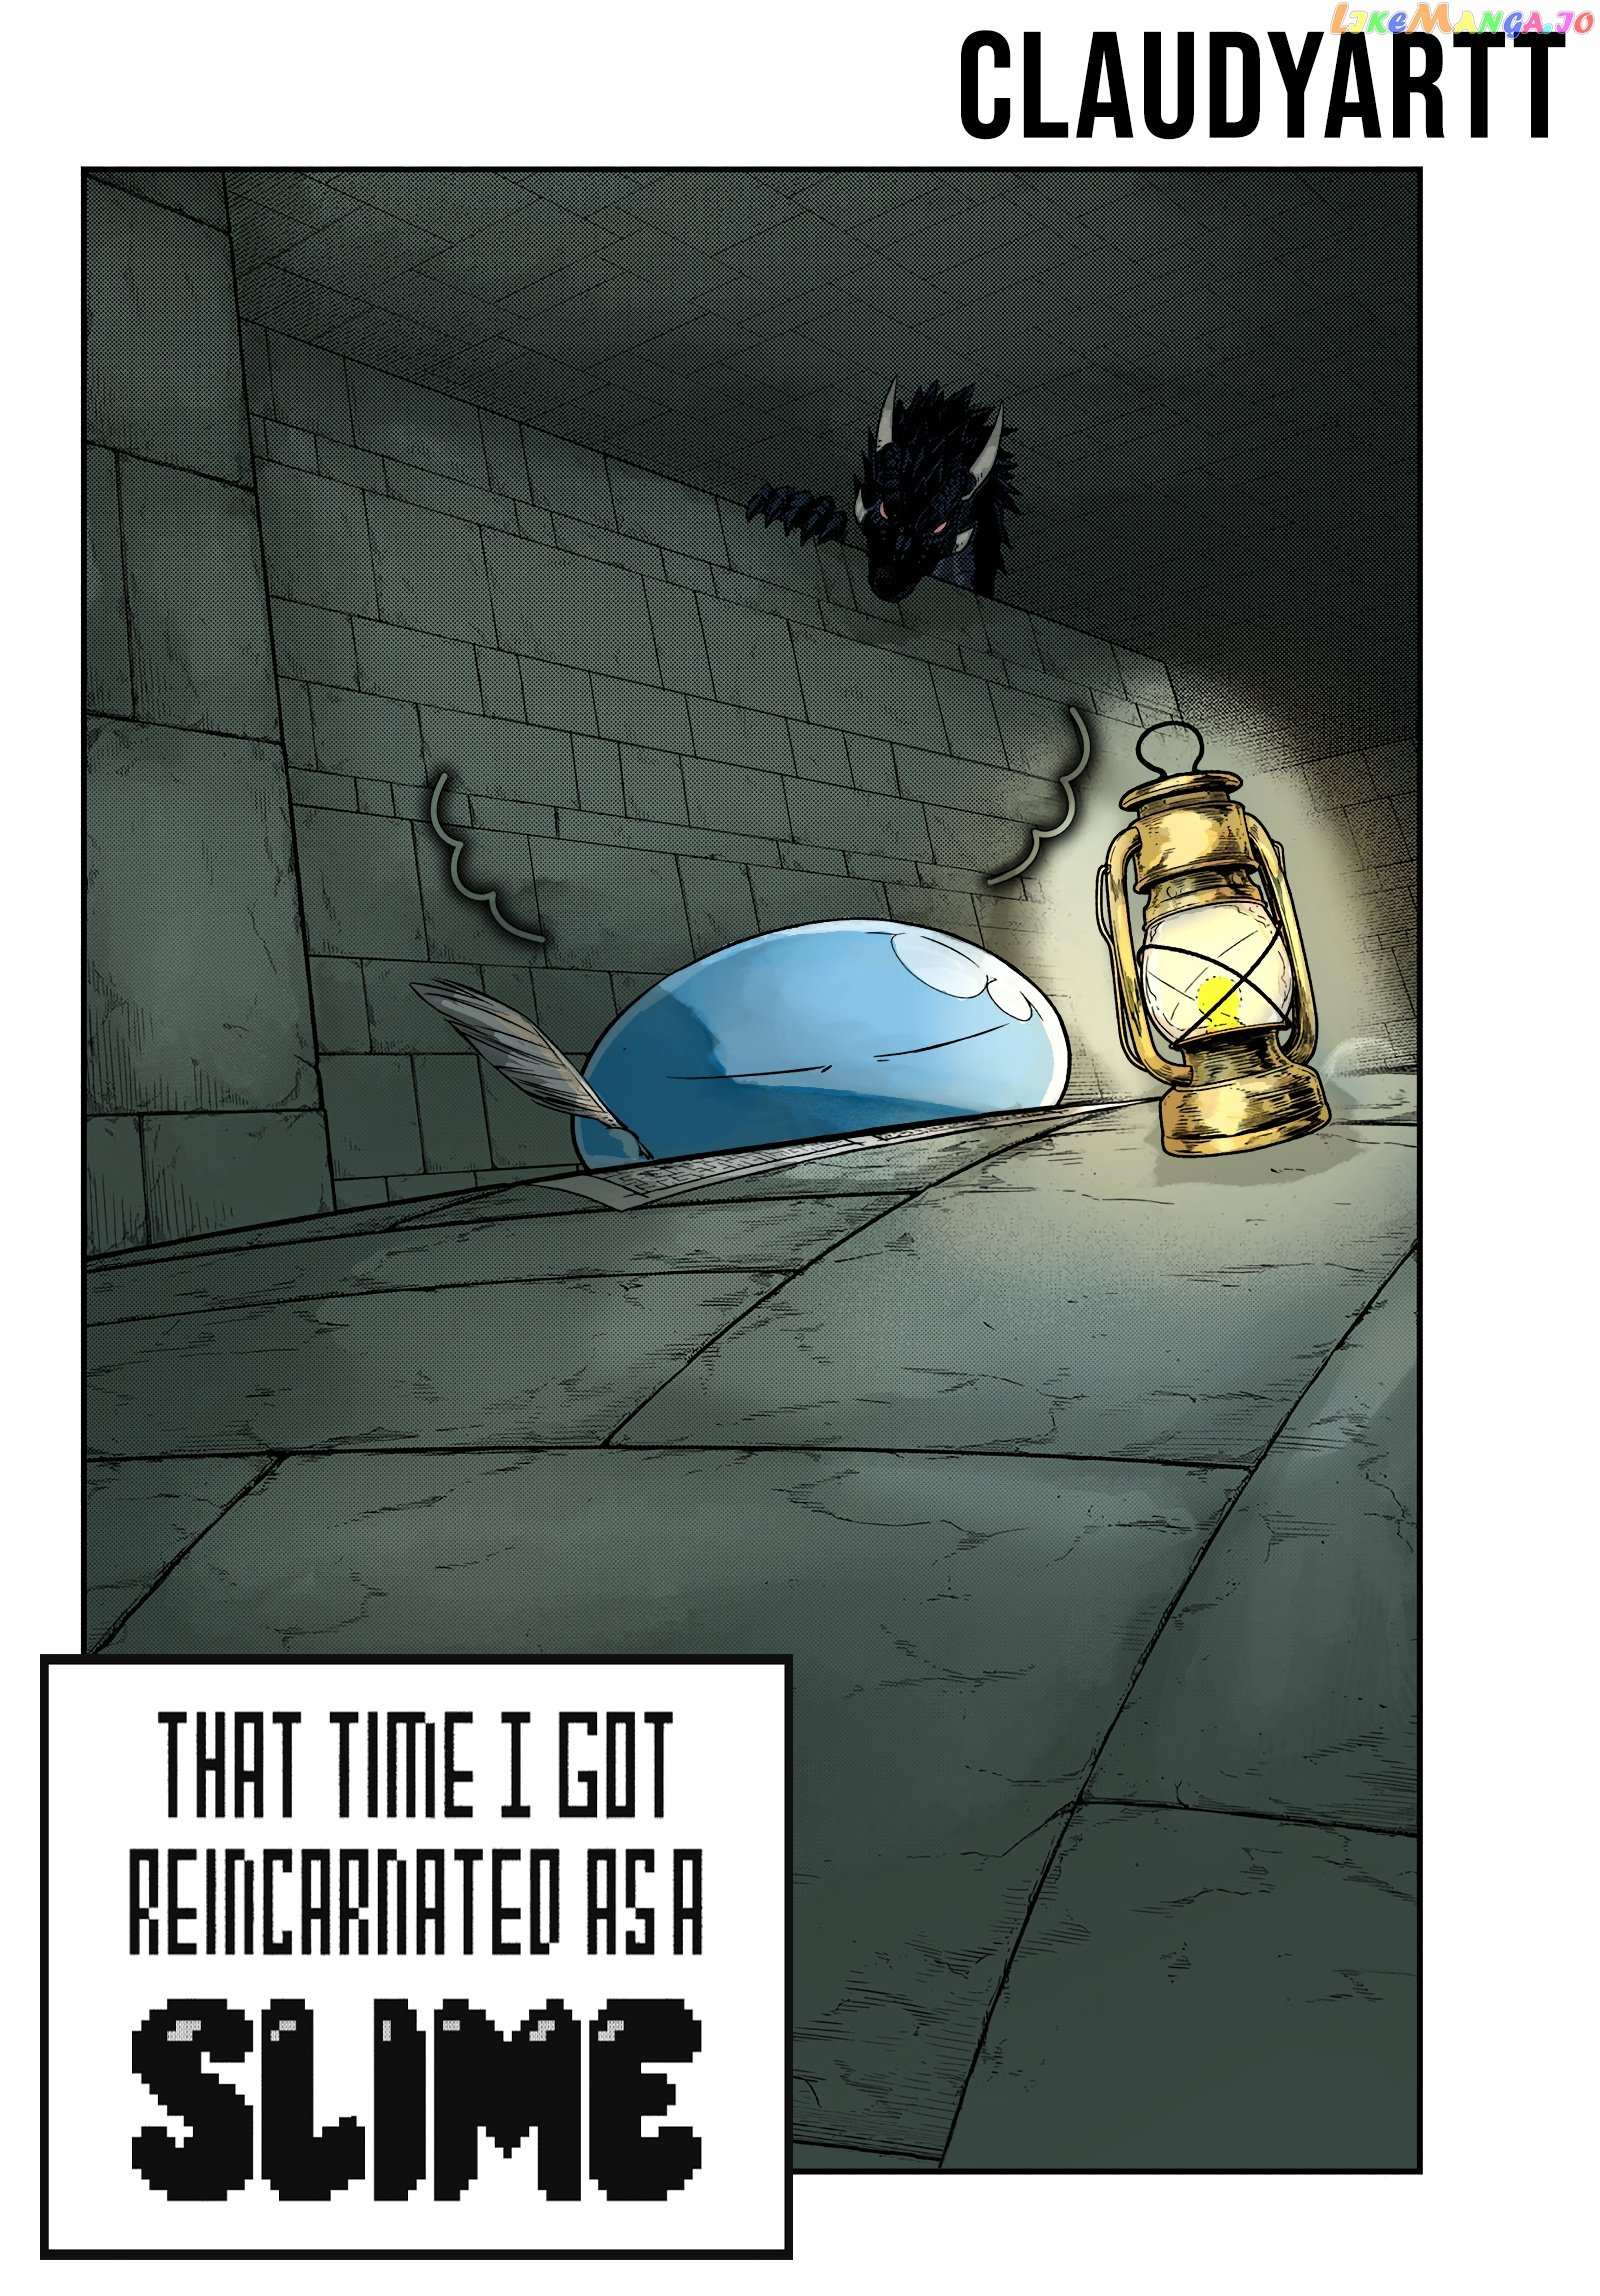 LIKEMANGA.IO
CLAUDYARTT
THAT TIME I GOT
REINCARNATED AS A
SLIME